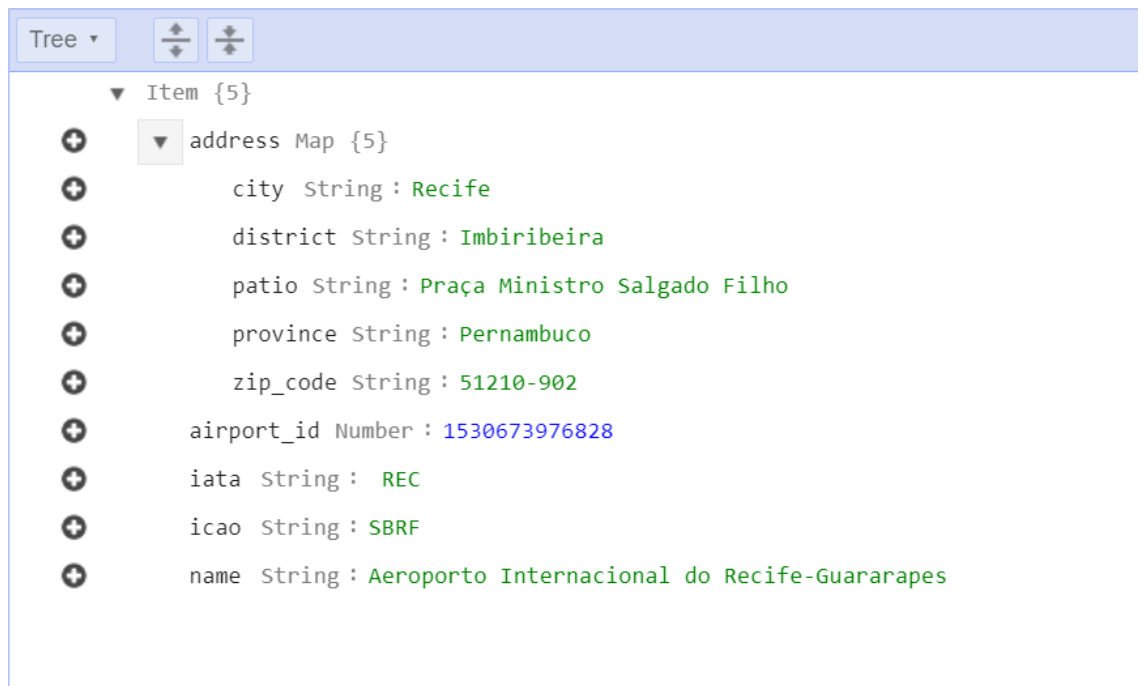 Tree
Item {5}
address Map {5}
city String : Recife
district String : Imbiribeira
patio String : Praça Ministro Salgado Filho
province String : Pernambuco
zip_code String : 51210-902
airport_id Number : 1530673976828
iata String :  REC
icao String : SBRF
name String : Aeroporto Internacional do Recife-Guararapes